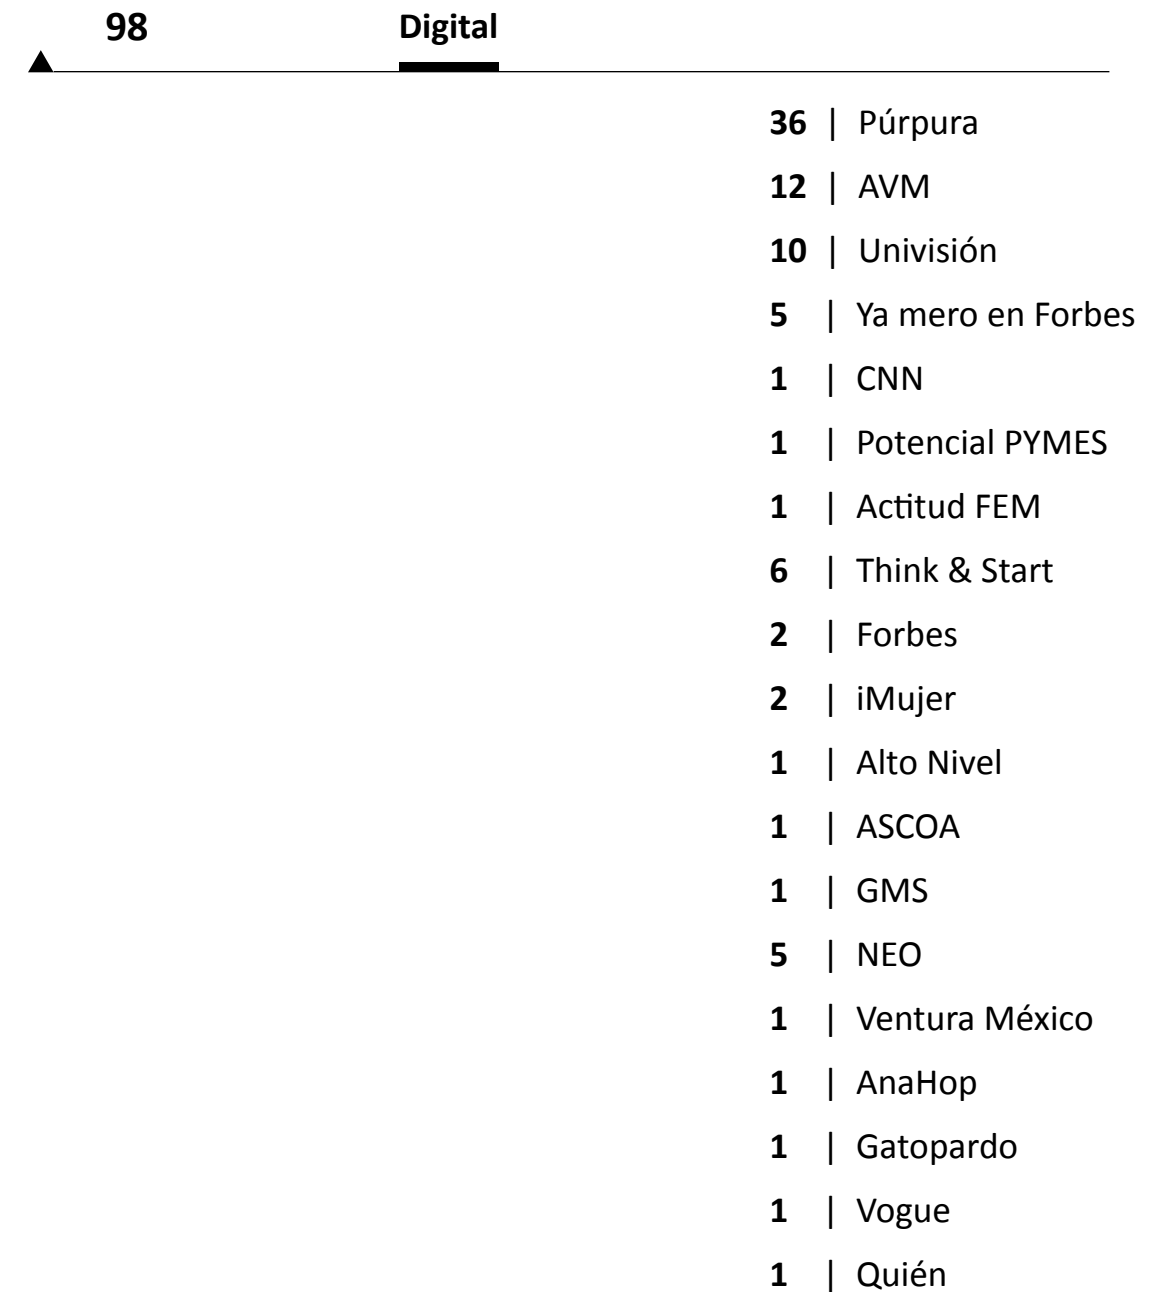 98 Digital
36 | Púrpura
12 | AVM
10 | Univisión
5 | Ya mero en Forbes
1 | CNN
1 | Potencial PYMES
1 | Actitud FEM
6 | Think & Start
2 | Forbes
2 | iMujer
1 | Alto Nivel
1 | ASCOA
1 | GMS
5 | NEO
1 | Ventura México
1 | AnaHop
1 | Gatopardo
1 | Vogue
1 | Quién